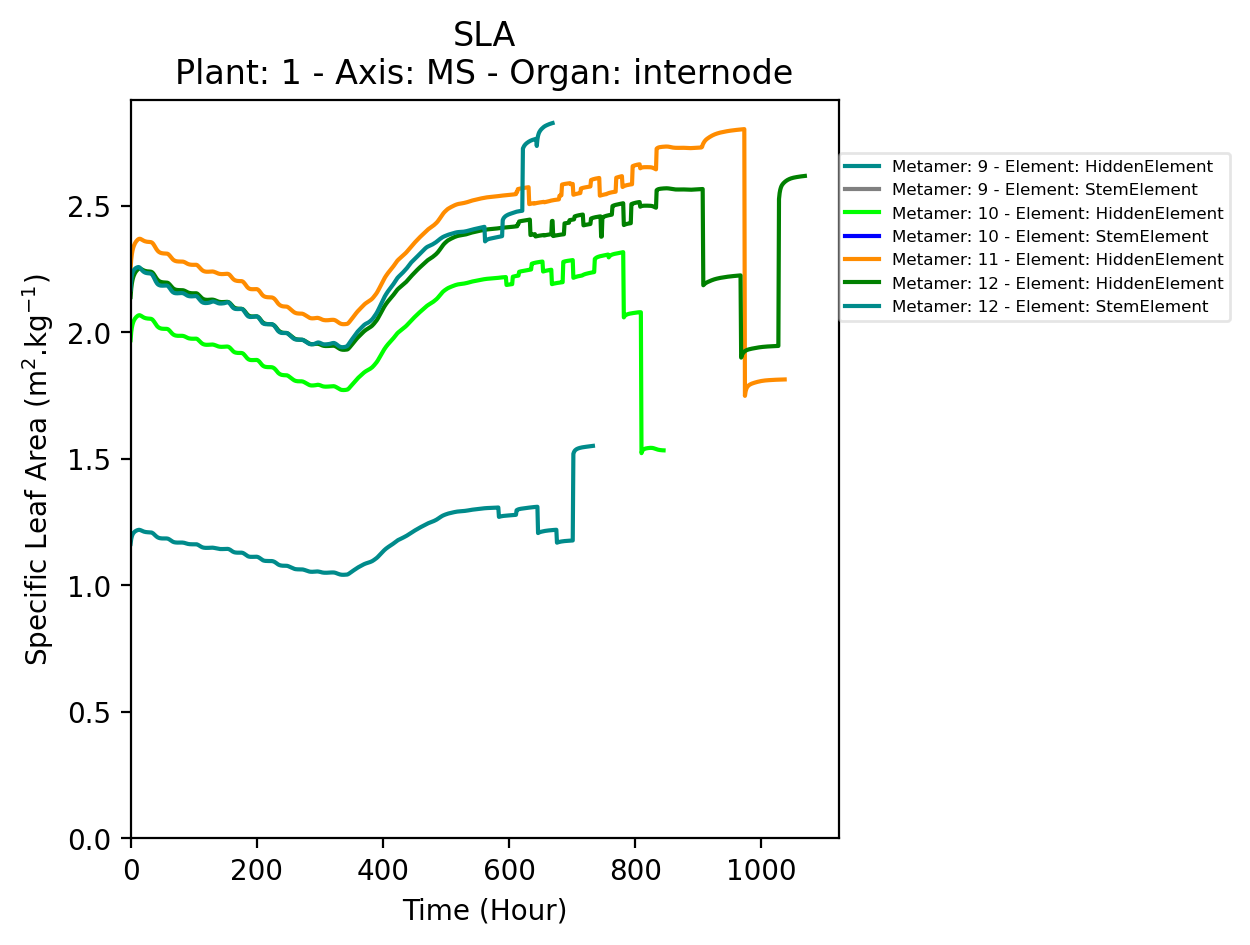 SLA
Plant: 1 - Axis: MS - Organ: internode
Specific Leaf Area (m².kg⁻¹)
2.5
2.0
1.5
1.0
0.5
0.0
0 200 400 600 800 1000
Time (Hour)
Metamer: 9 - Element: HiddenElement
Metamer: 9 - Element: StemElement
Metamer: 10 - Element: HiddenElement
Metamer: 10 - Element: StemElement
Metamer: 11 - Element: HiddenElement
Metamer: 12 - Element: HiddenElement
Metamer: 12 - Element: StemElement